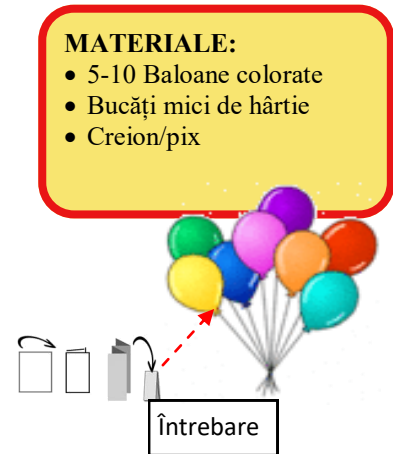 MATERIALE:
• 5-10 Baloane colorate
• Bucăți mici de hârtie
• Creion/pix
Întrebare